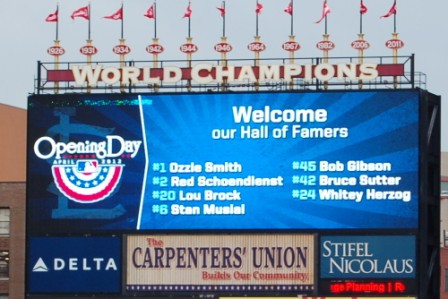 1926 1931 1934 1942 1944 1946 1964 1967 1982 2006 2011
WORLD CHAMPIONS
Welcome
our Hall of Famers
Opening Day
APRIL 2012
#1 Ozzie Smith
#2 Red Schoendienst
#20 Lou Brock
#6 Stan Musial
#45 Bob Gibson
#42 Bruce Sutter
#24 Whitey Herzog
DELTA
The
CARPENTERS' UNION
Builds Our Community.
STIFEL
NICOLAUS
Planning